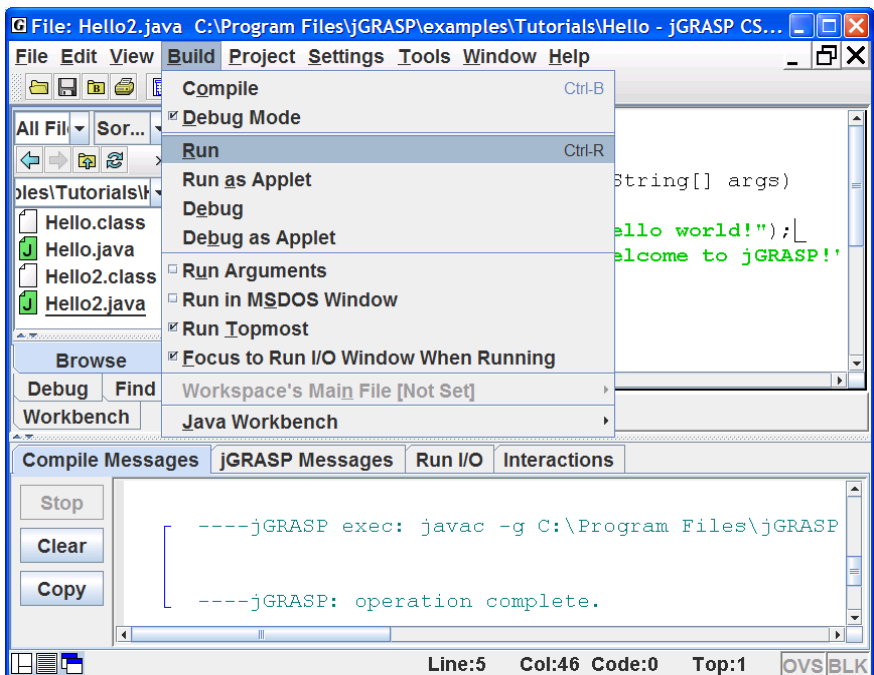 File: Hello2.java C:\Program Files\jGRASP\examples\Tutorials\Hello - jGRASP CS...
File Edit View Build Project Settings Tools Window Help
Compile Ctrl-B
Debug Mode
Run Ctrl-R
Run as Applet
Debug
Debug as Applet
Run Arguments
Run in MSDOS Window
Run Topmost
Focus to Run I/O Window When Running
Workspace's Main File [Not Set]
Java Workbench
All Fil Sor...
ples\Tutorials\H
Hello.class
Hello.java
Hello2.class
Hello2.java
Browse
Debug Find
Workbench
String[] args)
ello world!");
elcome to jGRASP!'
Compile Messages jGRASP Messages Run I/O Interactions
Stop
Clear
Copy
----jGRASP exec: javac -g C:\Program Files\jGRASP
----jGRASP: operation complete.
Line:5 Col:46 Code:0 Top:1 OVS BLK